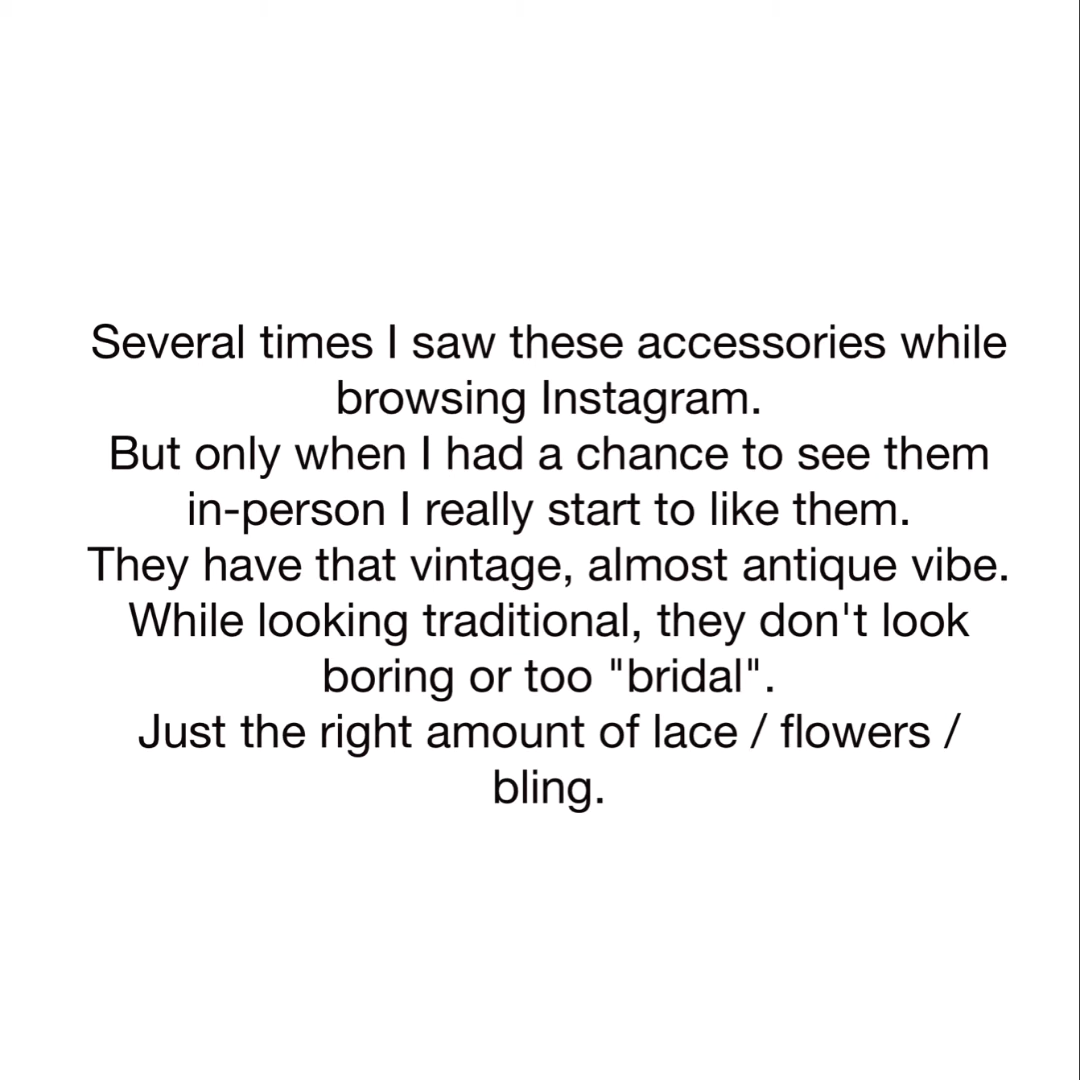 Several times I saw these accessories while
browsing Instagram.
But only when I had a chance to see them
in-person I really start to like them.
They have that vintage, almost antique vibe.
While looking traditional, they don't look
boring or too "bridal".
Just the right amount of lace / flowers /
bling.